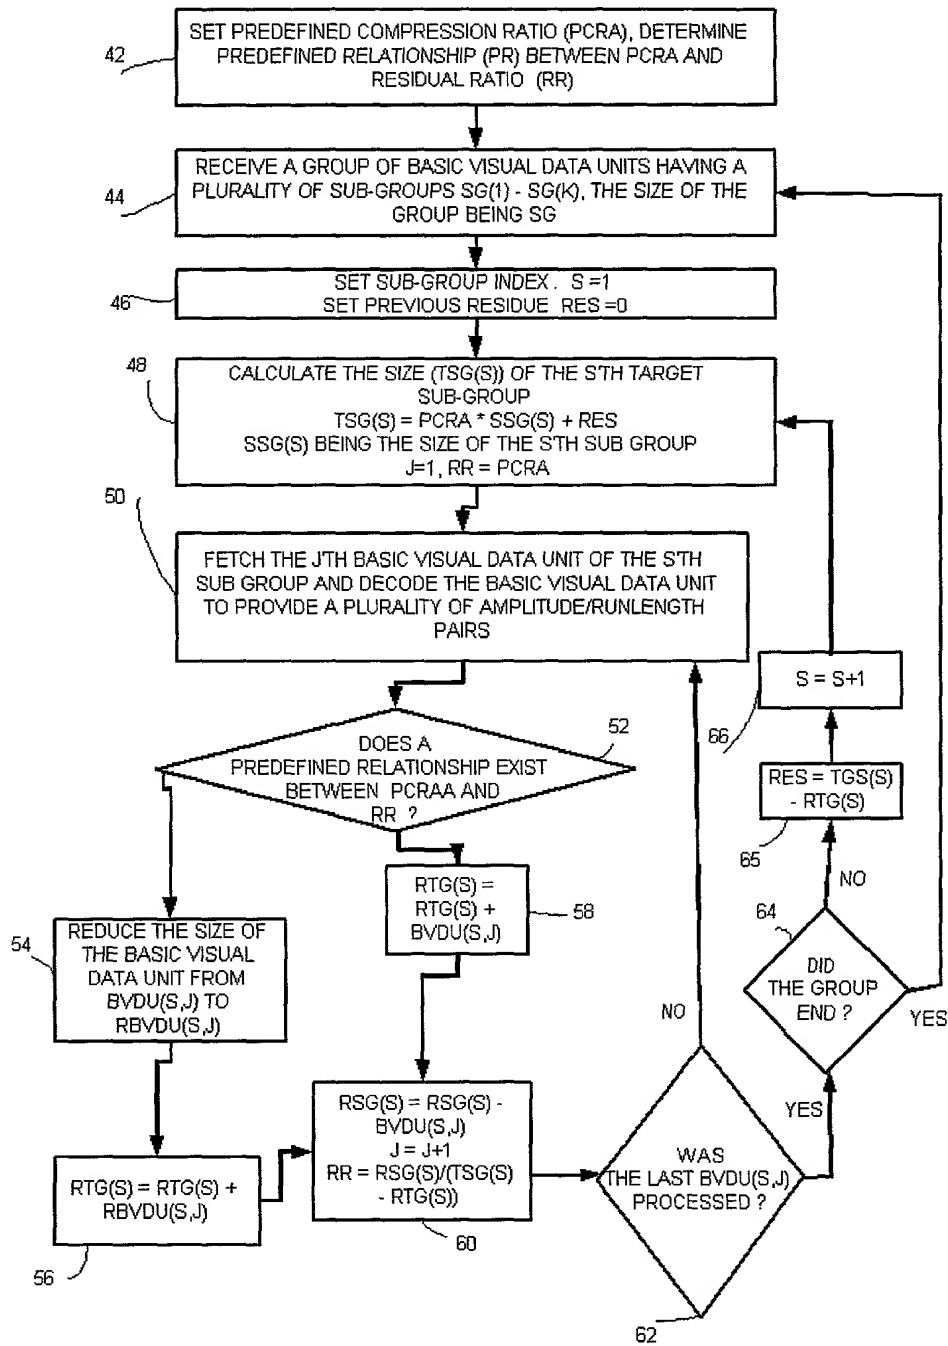 SET PREDEFINED COMPRESSION RATIO (PCRA), DETERMINE
PREDEFINED RELATIONSHIP (PR) BETWEEN PCRA AND
RESIDUAL RATIO (RR)
42
RECEIVE A GROUP OF BASIC VISUAL DATA UNITS HAVING A
PLURALITY OF SUB-GROUPS SG(1) - SG(K), THE SIZE OF THE
GROUP BEING SG
44
SET SUB-GROUP INDEX. S =1
SET PREVIOUS RESIDUE RES =0
46
CALCULATE THE SIZE (TSG(S)) OF THE S'TH TARGET
SUB-GROUP
TSG(S) = PCRA * SSG(S) + RES
SSG(S) BEING THE SIZE OF THE S'TH SUB GROUP
J=1, RR = PCRA
48
50
FETCH THE J'TH BASIC VISUAL DATA UNIT OF THE S'TH
SUB GROUP AND DECODE THE BASIC VISUAL DATA UNIT
TO PROVIDE A PLURALITY OF AMPLITUDE/RUNLENGTH
PAIRS
52
DOES A
PREDEFINED RELATIONSHIP EXIST
BETWEEN PCRAA AND
RR ?
S = S+1
66
RES = TGS(S)
- RTG(S)
65
RTG(S) =
RTG(S) +
BVDU(S,J)
58
54
REDUCE THE SIZE OF
THE BASIC VISUAL
DATA UNIT FROM
BVDU(S,J) TO
RBVDU(S,J)
NO
64
DID
THE GROUP
END ?
YES
NO
YES
RTG(S) = RTG(S) +
RBVDU(S,J)
56
RSG(S) = RSG(S) -
BVDU(S,J)
J = J+1
RR = RSG(S)/(TSG(S)
- RTG(S))
60
WAS
THE LAST BVDU(S,J)
PROCESSED ?
62